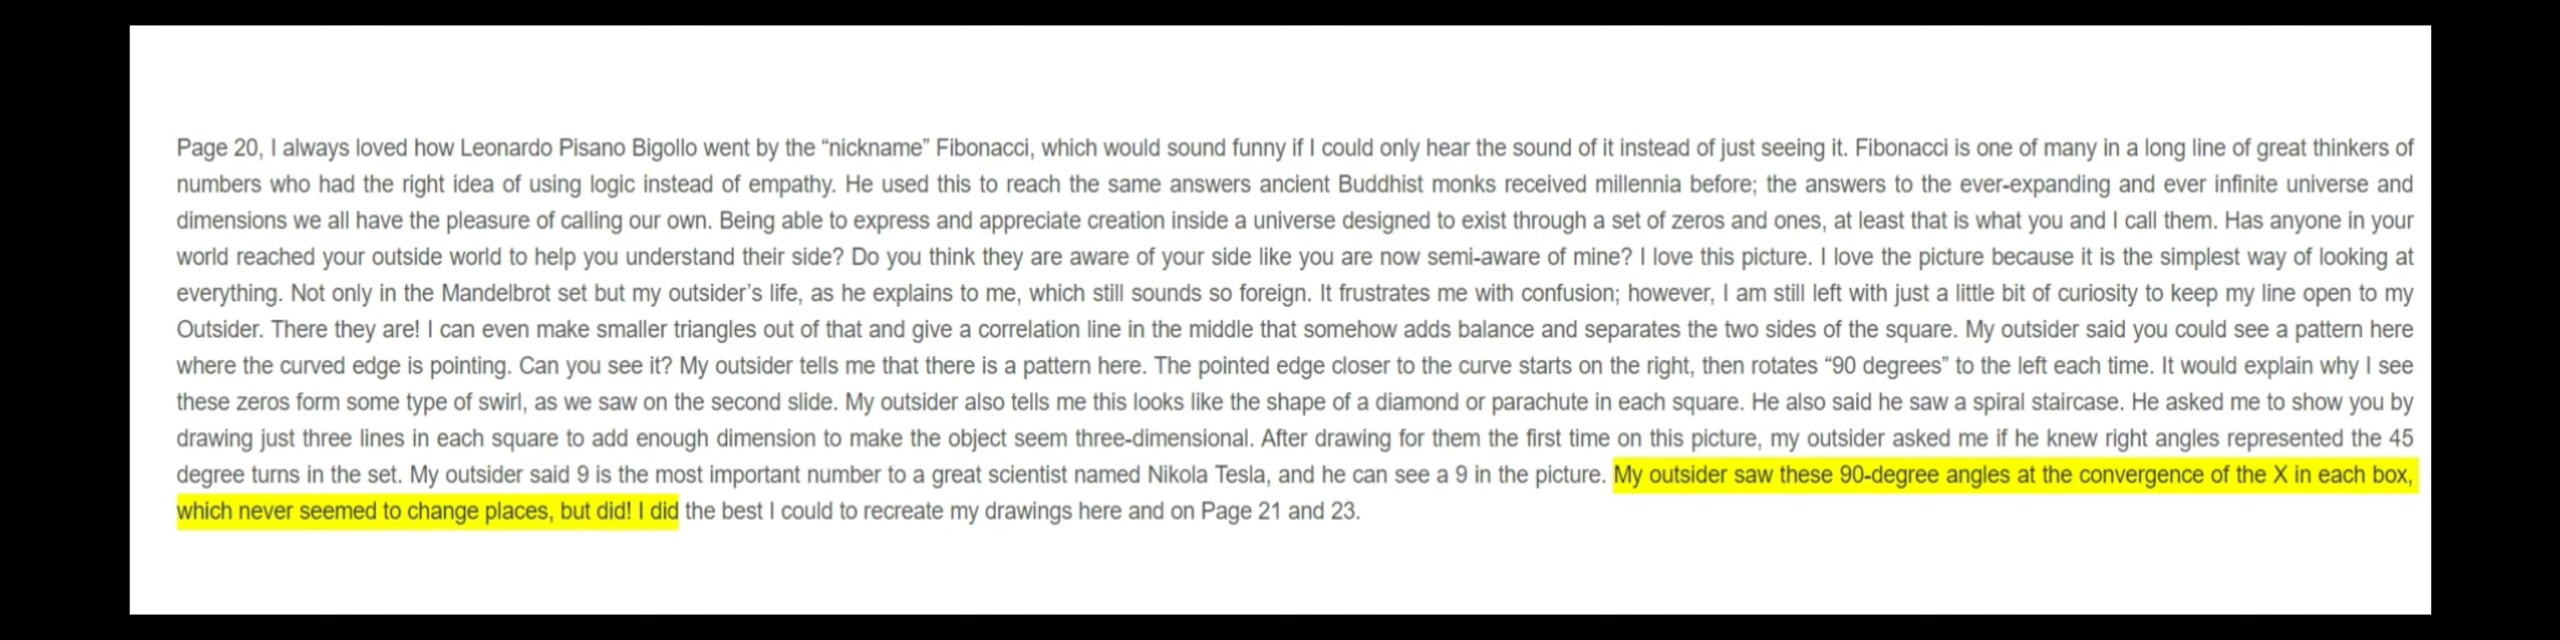 Page 20, I always loved how Leonardo Pisano Bigollo went by the “nickname” Fibonacci, which would sound funny if I could only hear the sound of it instead of just seeing it. Fibonacci is one of many in a long line of great thinkers of
numbers who had the right idea of using logic instead of empathy. He used this to reach the same answers ancient Buddhist monks received millennia before; the answers to the ever-expanding and ever infinite universe and
dimensions we all have the pleasure of calling our own. Being able to express and appreciate creation inside a universe designed to exist through a set of zeros and ones, at least that is what you and I call them. Has anyone in your
world reached your outside world to help you understand their side? Do you think they are aware of your side like you are now semi-aware of mine? I love this picture. I love the picture because it is the simplest way of looking at
everything. Not only in the Mandelbrot set but my outsider’s life, as he explains to me, which still sounds so foreign. It frustrates me with confusion; however, I am still left with just a little bit of curiosity to keep my line open to my
Outsider. There they are! I can even make smaller triangles out of that and give a correlation line in the middle that somehow adds balance and separates the two sides of the square. My outsider said you could see a pattern here
where the curved edge is pointing. Can you see it? My outsider tells me that there is a pattern here. The pointed edge closer to the curve starts on the right, then rotates “90 degrees” to the left each time. It would explain why I see
these zeros form some type of swirl, as we saw on the second slide. My outsider also tells me this looks like the shape of a diamond or parachute in each square. He also said he saw a spiral staircase. He asked me to show you by
drawing just three lines in each square to add enough dimension to make the object seem three-dimensional. After drawing for them the first time on this picture, my outsider asked me if he knew right angles represented the 45
degree turns in the set. My outsider said 9 is the most important number to a great scientist named Nikola Tesla, and he can see a 9 in the picture. My outsider saw these 90-degree angles at the convergence of the X in each box,
which never seemed to change places, but did! I did the best I could to recreate my drawings here and on Page 21 and 23.